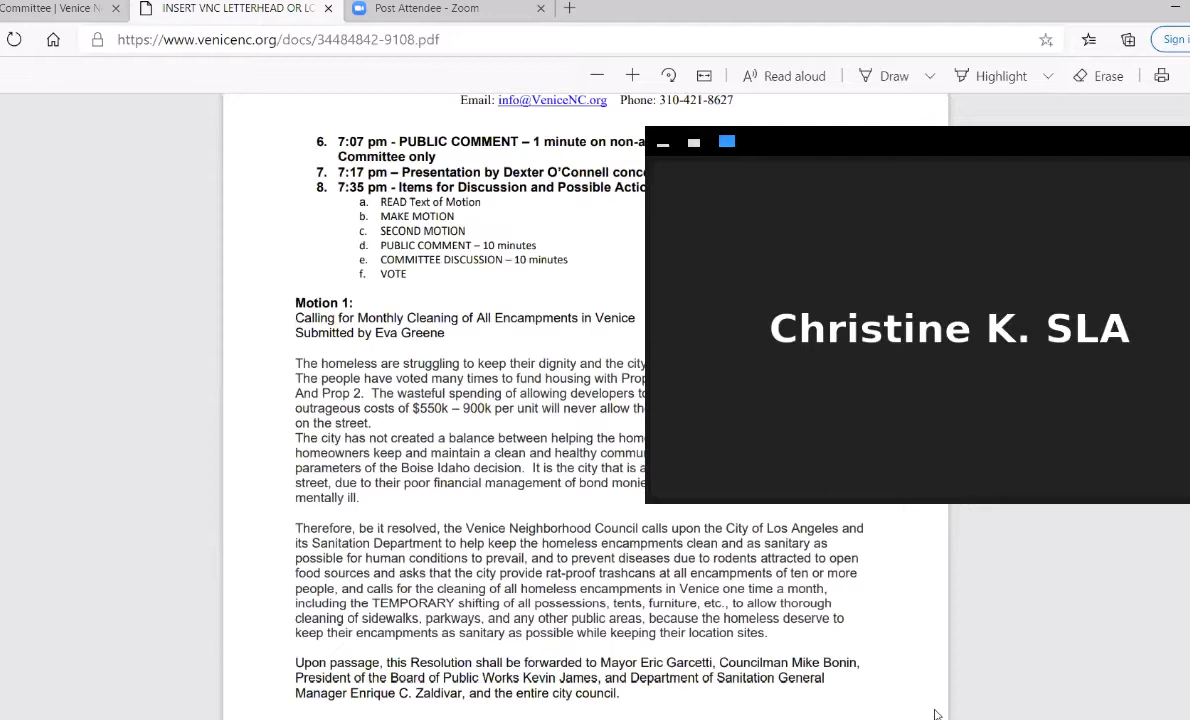 Committee | Venice N
INSERT VNC LETTERHEAD OR LO
Post Attendee - Zoom
https://www.venicenc.org/docs/34484842-9108.pdf
Sign i
Read aloud
Draw
Highlight
Erase
Email: info@VeniceNC.org Phone: 310-421-8627
6. 7:07 pm - PUBLIC COMMENT – 1 minute on non-a
Committee only
7. 7:17 pm – Presentation by Dexter O'Connell conc
8. 7:35 pm - Items for Discussion and Possible Actio
a. READ Text of Motion
b. MAKE MOTION
c. SECOND MOTION
d. PUBLIC COMMENT – 10 minutes
e. COMMITTEE DISCUSSION – 10 minutes
f. VOTE
Christine K. SLA
Motion 1:
Calling for Monthly Cleaning of All Encampments in Venice
Submitted by Eva Greene
The homeless are struggling to keep their dignity and the city
The people have voted many times to fund housing with Prop
And Prop 2. The wasteful spending of allowing developers to
outrageous costs of $550k – 900k per unit will never allow the
on the street.
The city has not created a balance between helping the hom
homeowners keep and maintain a clean and healthy commu
parameters of the Boise Idaho decision. It is the city that is a
street, due to their poor financial management of bond monie
mentally ill.
Therefore, be it resolved, the Venice Neighborhood Council calls upon the City of Los Angeles and
its Sanitation Department to help keep the homeless encampments clean and as sanitary as
possible for human conditions to prevail, and to prevent diseases due to rodents attracted to open
food sources and asks that the city provide rat-proof trashcans at all encampments of ten or more
people, and calls for the cleaning of all homeless encampments in Venice one time a month,
including the TEMPORARY shifting of all possessions, tents, furniture, etc., to allow thorough
cleaning of sidewalks, parkways, and any other public areas, because the homeless deserve to
keep their encampments as sanitary as possible while keeping their location sites.
Upon passage, this Resolution shall be forwarded to Mayor Eric Garcetti, Councilman Mike Bonin,
President of the Board of Public Works Kevin James, and Department of Sanitation General
Manager Enrique C. Zaldivar, and the entire city council.